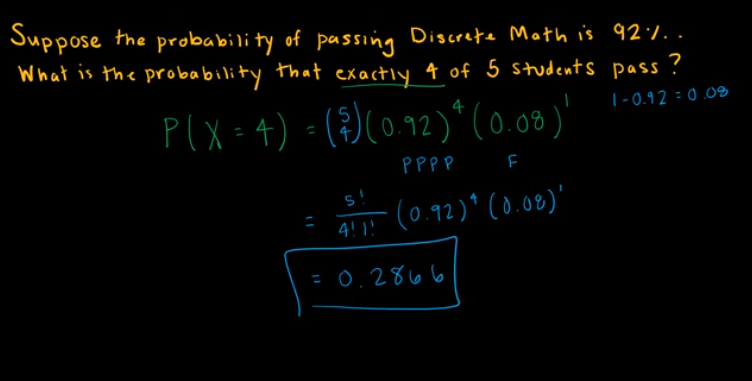 Suppose the probability of passing Discrete Math is 92%.
What is the probability that exactly 4 of 5 students pass?
1 - 0.92 = 0.08
P(X = 4) = (5 4)(0.92)^4 (0.08)^1
PPPP F
= 5!/4!1! (0.92)^4 (0.08)^1
= 0.2866